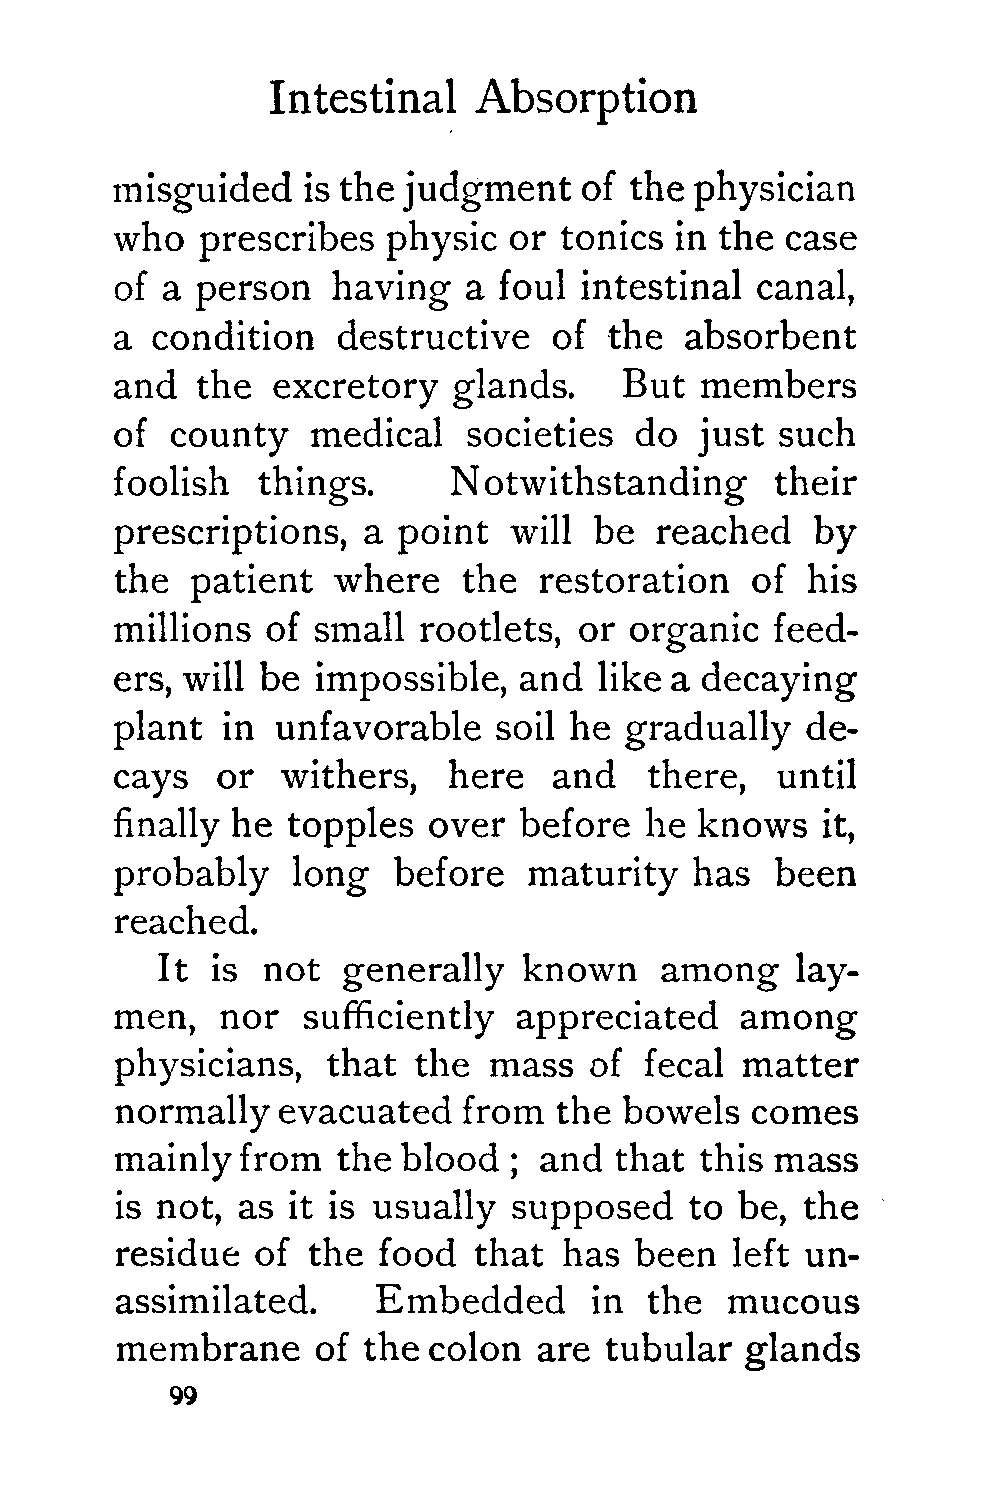 Intestinal Absorption
misguided is the judgment of the physician
who prescribes physic or tonics in the case
of a person having a foul intestinal canal,
a condition destructive of the absorbent
and the excretory glands. But members
of county medical societies do just such
foolish things. Notwithstanding their
prescriptions, a point will be reached by
the patient where the restoration of his
millions of small rootlets, or organic feed-
ers, will be impossible, and like a decaying
plant in unfavorable soil he gradually de-
cays or withers, here and there, until
finally he topples over before he knows it,
probably long before maturity has been
reached.
It is not generally known among lay-
men, nor sufficiently appreciated among
physicians, that the mass of fecal matter
normally evacuated from the bowels comes
mainly from the blood ; and that this mass
is not, as it is usually supposed to be, the
residue of the food that has been left un-
assimilated. Embedded in the mucous
membrane of the colon are tubular glands
99